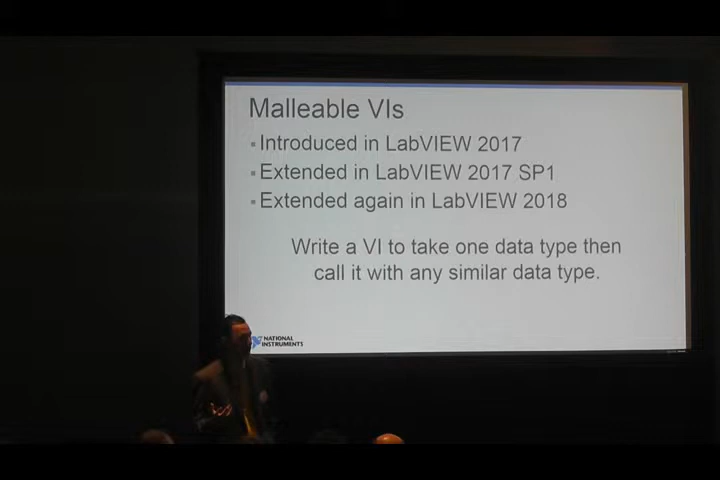 Malleable VIs
▪Introduced in LabVIEW 2017
▪Extended in LabVIEW 2017 SP1
▪Extended again in LabVIEW 2018
Write a VI to take one data type then
call it with any similar data type.
NATIONAL
INSTRUMENTS